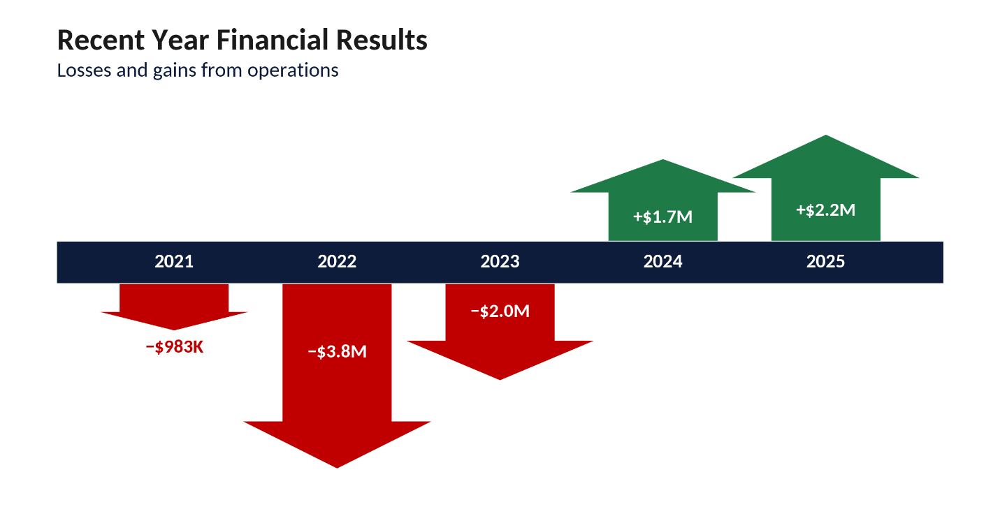 Recent Year Financial Results
Losses and gains from operations
+$1.7M
+$2.2M
2021
2022
2023
2024
2025
−$983K
−$3.8M
−$2.0M